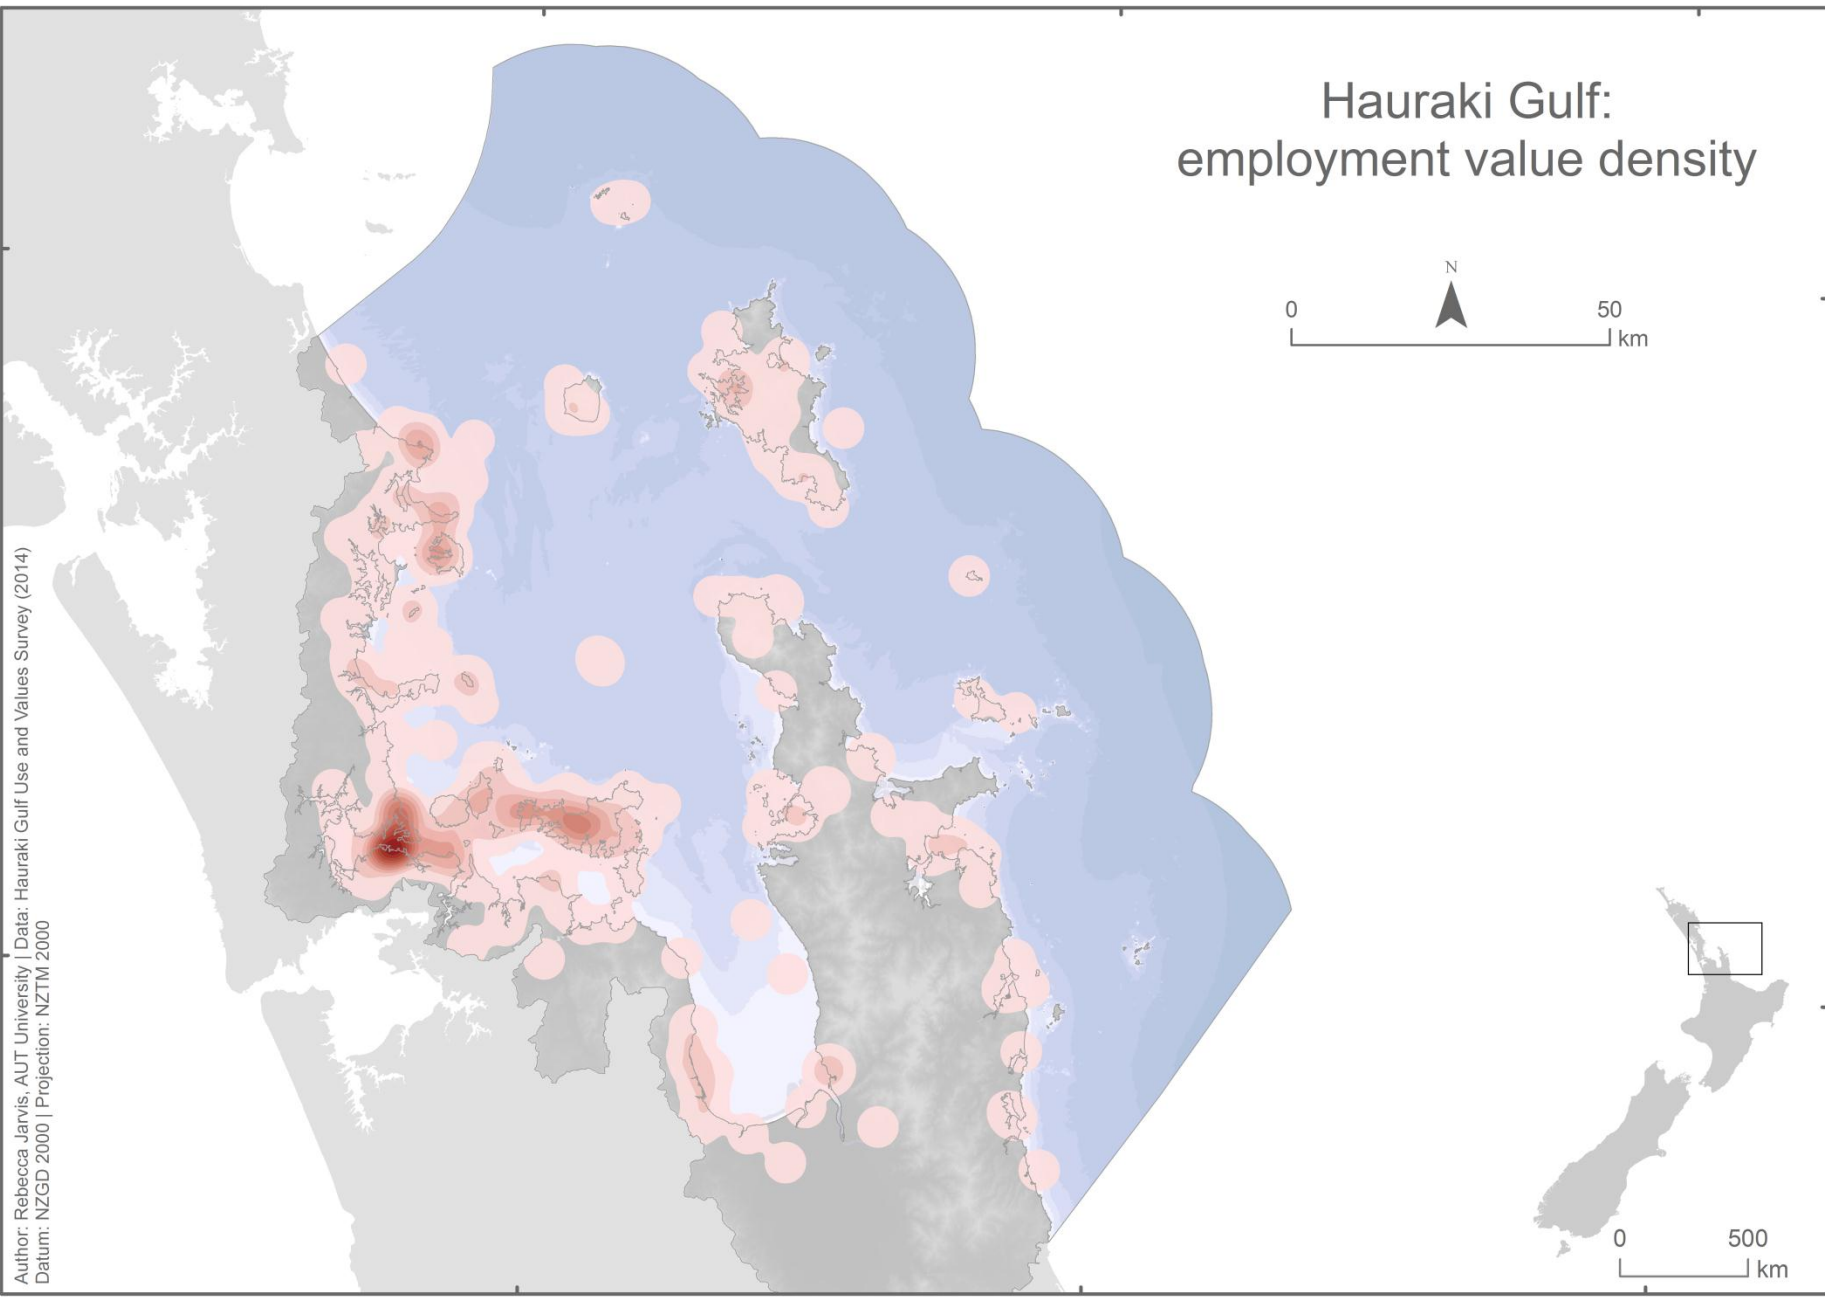 Hauraki Gulf:
employment value density
N
0 50
km
Author: Rebecca Jarvis, AUT University | Data: Hauraki Gulf Use and Values Survey (2014)
Datum: NZGD 2000 | Projection: NZTM 2000
0 500
km